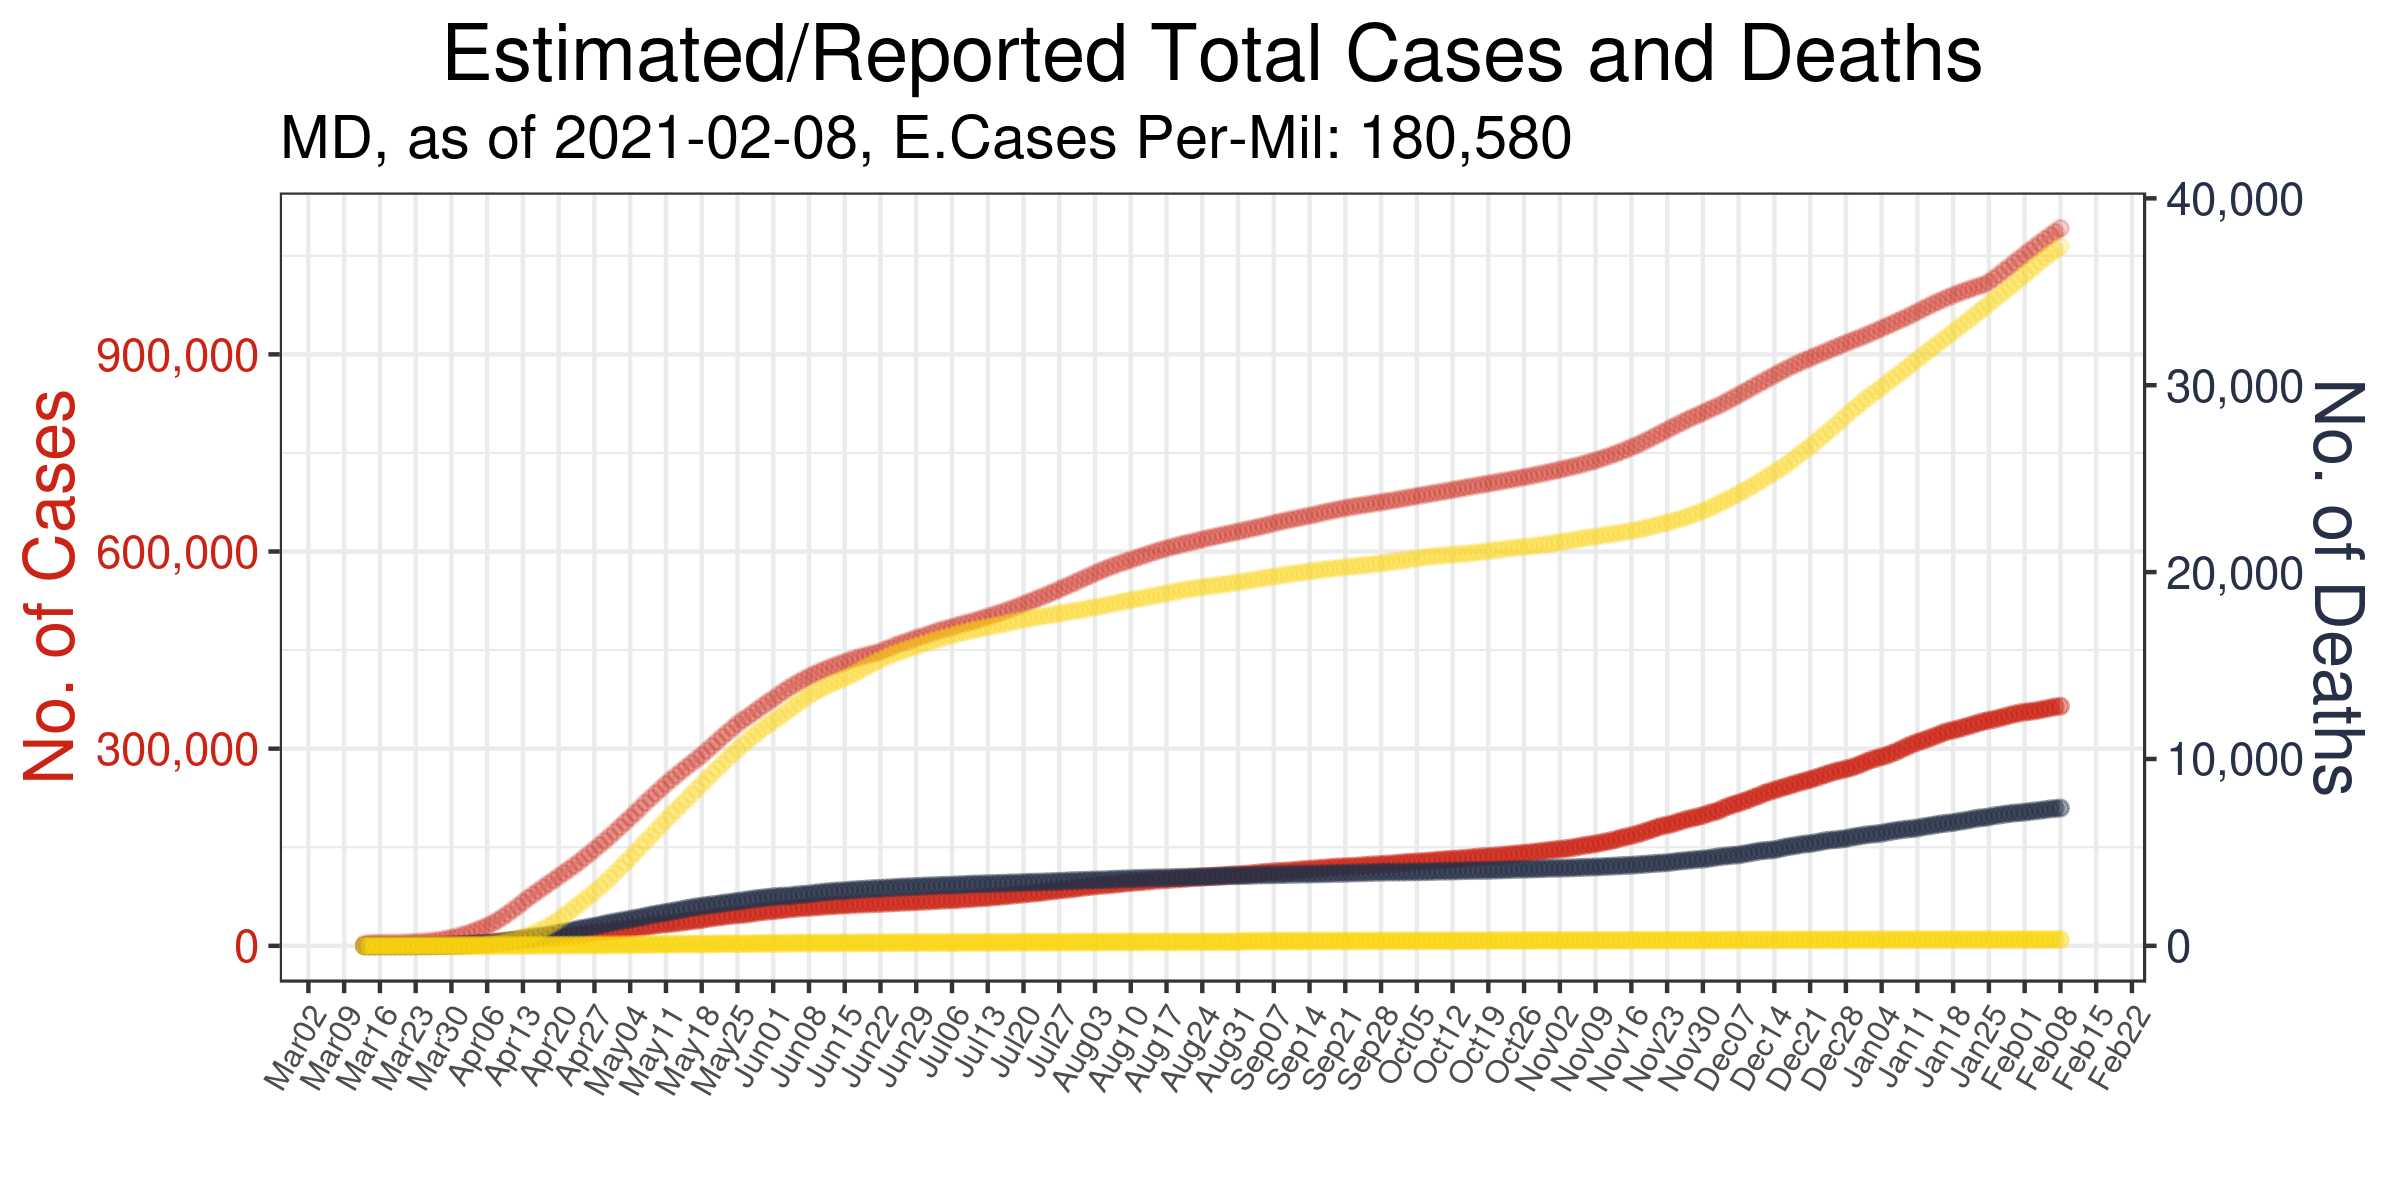 Estimated/Reported Total Cases and Deaths
MD, as of 2021-02-08, E.Cases Per-Mil: 180,580
No. of Cases
900,000
600,000
300,000
0
40,000
30,000
20,000
10,000
0
No. of Deaths
Mar02
Mar09
Mar16
Mar23
Mar30
Apr06
Apr13
Apr20
Apr27
May04
May11
May18
May25
Jun01
Jun08
Jun15
Jun22
Jun29
Jul06
Jul13
Jul20
Jul27
Aug03
Aug10
Aug17
Aug24
Aug31
Sep07
Sep14
Sep21
Sep28
Oct05
Oct12
Oct19
Oct26
Nov02
Nov09
Nov16
Nov23
Nov30
Dec07
Dec14
Dec21
Dec28
Jan04
Jan11
Jan18
Jan25
Feb01
Feb08
Feb15
Feb22